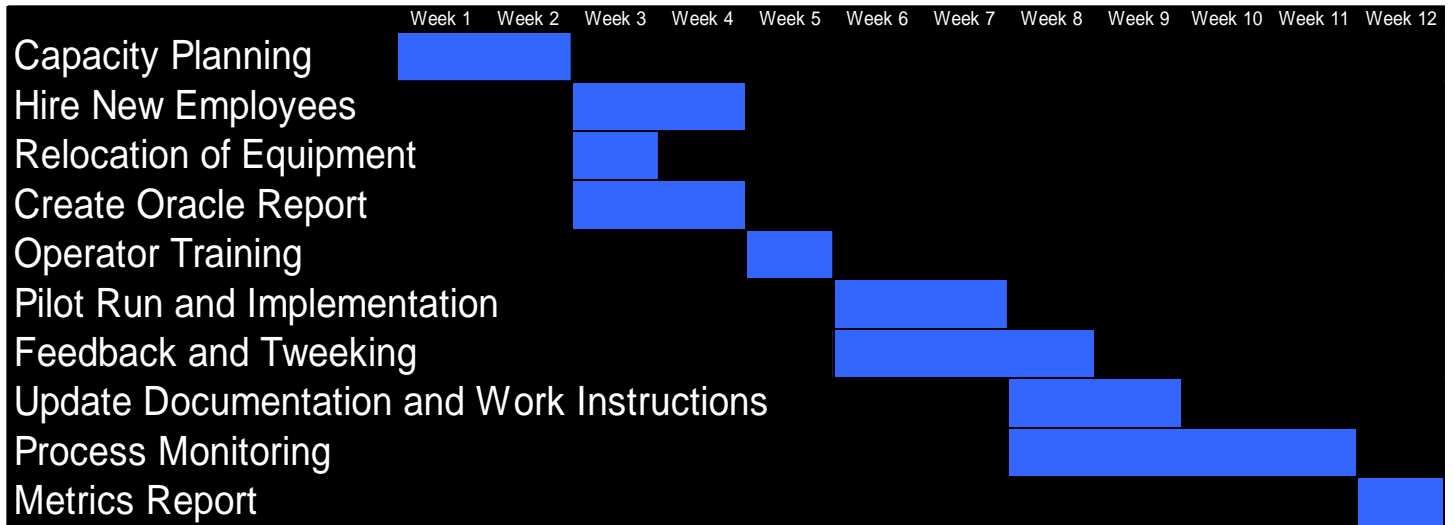 Week 1 Week 2 Week 3 Week 4 Week 5 Week 6 Week 7 Week 8 Week 9 Week 10 Week 11 Week 12
Capacity Planning
Hire New Employees
Relocation of Equipment
Create Oracle Report
Operator Training
Pilot Run and Implementation
Feedback and Tweeking
Update Documentation and Work Instructions
Process Monitoring
Metrics Report